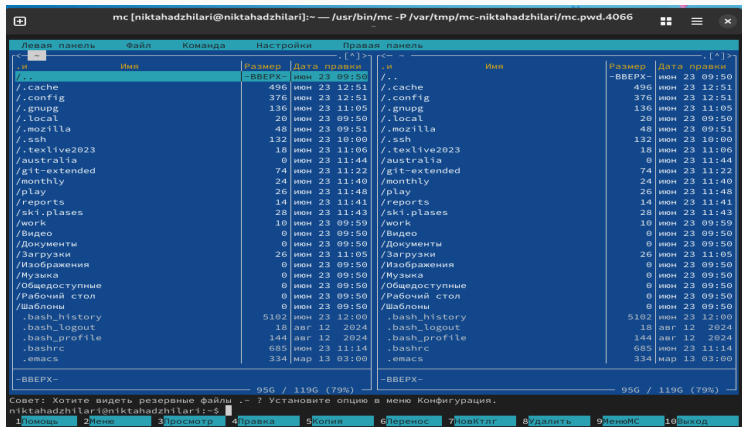 mc [niktahadzhilari@niktahadzhilari]:~ — /usr/bin/mc -P /var/tmp/mc-niktahadzhilari/mc.pwd.4066
Левая панель Файл Команда Настройки Правая панель
<— ~ .[^]> <— ~ .[^]>
.и Имя Размер Дата правки .и Имя Размер Дата правки
/.. -ВВЕРХ- июн 23 09:50 /.. -ВВЕРХ- июн 23 09:50
/.cache 496 июн 23 12:51 /.cache 496 июн 23 12:51
/.config 376 июн 23 12:51 /.config 376 июн 23 12:51
/.gnupg 136 июн 23 11:05 /.gnupg 136 июн 23 11:05
/.local 20 июн 23 09:50 /.local 20 июн 23 09:50
/.mozilla 48 июн 23 09:51 /.mozilla 48 июн 23 09:51
/.ssh 132 июн 23 10:00 /.ssh 132 июн 23 10:00
/.texlive2023 18 июн 23 11:06 /.texlive2023 18 июн 23 11:06
/australia 0 июн 23 11:44 /australia 0 июн 23 11:44
/git-extended 74 июн 23 11:22 /git-extended 74 июн 23 11:22
/monthly 24 июн 23 11:40 /monthly 24 июн 23 11:40
/play 26 июн 23 11:48 /play 26 июн 23 11:48
/reports 14 июн 23 11:41 /reports 14 июн 23 11:41
/ski.plases 28 июн 23 11:43 /ski.plases 28 июн 23 11:43
/work 10 июн 23 09:59 /work 10 июн 23 09:59
/Видео 0 июн 23 09:50 /Видео 0 июн 23 09:50
/Документы 0 июн 23 09:50 /Документы 0 июн 23 09:50
/Загрузки 26 июн 23 11:05 /Загрузки 26 июн 23 11:05
/Изображения 0 июн 23 09:50 /Изображения 0 июн 23 09:50
/Музыка 0 июн 23 09:50 /Музыка 0 июн 23 09:50
/Общедоступные 0 июн 23 09:50 /Общедоступные 0 июн 23 09:50
/Рабочий стол 0 июн 23 09:50 /Рабочий стол 0 июн 23 09:50
/Шаблоны 0 июн 23 09:50 /Шаблоны 0 июн 23 09:50
.bash_history 5102 июн 23 12:00 .bash_history 5102 июн 23 12:00
.bash_logout 18 авг 12 2024 .bash_logout 18 авг 12 2024
.bash_profile 144 авг 12 2024 .bash_profile 144 авг 12 2024
.bashrc 685 июн 23 11:14 .bashrc 685 июн 23 11:14
.emacs 334 мар 13 03:00 .emacs 334 мар 13 03:00
-ВВЕРХ- -ВВЕРХ-
95G / 119G (79%) 95G / 119G (79%)
Совет: Хотите видеть резервные файлы .~ ? Установите опцию в меню Конфигурация.
niktahadzhilari@niktahadzhilari:~$
1Помощь 2Меню 3Просмотр 4Правка 5Копия 6Перенос 7НовКтлг 8Удалить 9МенюMC 10Выход